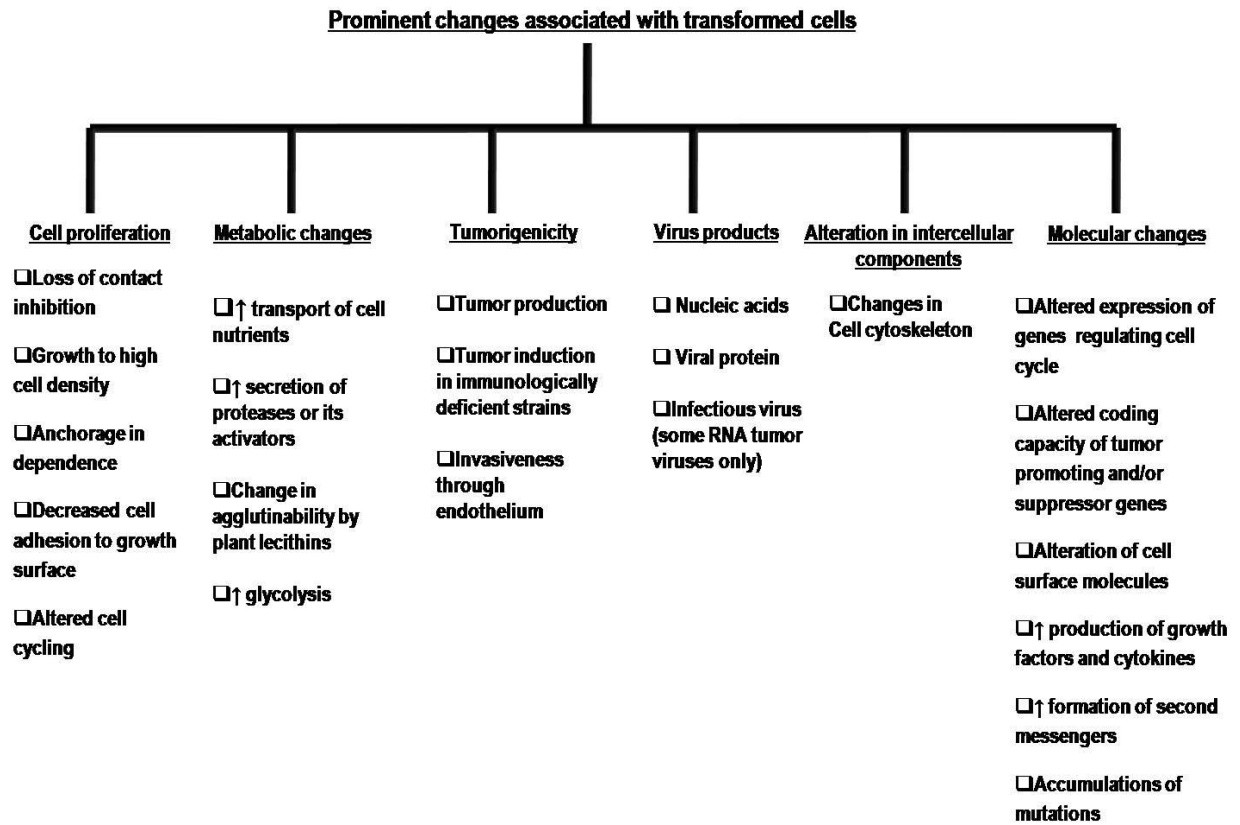 Prominent changes associated with transformed cells
Cell proliferation
❑Loss of contact
inhibition
❑Growth to high
cell density
❑Anchorage in
dependence
❑Decreased cell
adhesion to growth
surface
❑Altered cell
cycling
Metabolic changes
❑↑ transport of cell
nutrients
❑↑ secretion of
proteases or its
activators
❑Change in
agglutinability by
plant lecithins
❑↑ glycolysis
Tumorigenicity
❑Tumor production
❑Tumor induction
in immunologically
deficient strains
❑Invasiveness
through
endothelium
Virus products
❑ Nucleic acids
❑ Viral protein
❑Infectious virus
(some RNA tumor
viruses only)
Alteration in intercellular
components
❑Changes in
Cell cytoskeleton
Molecular changes
❑Altered expression of
genes regulating cell
cycle
❑Altered coding
capacity of tumor
promoting and/or
suppressor genes
❑Alteration of cell
surface molecules
❑↑ production of growth
factors and cytokines
❑↑ formation of second
messengers
❑Accumulations of
mutations